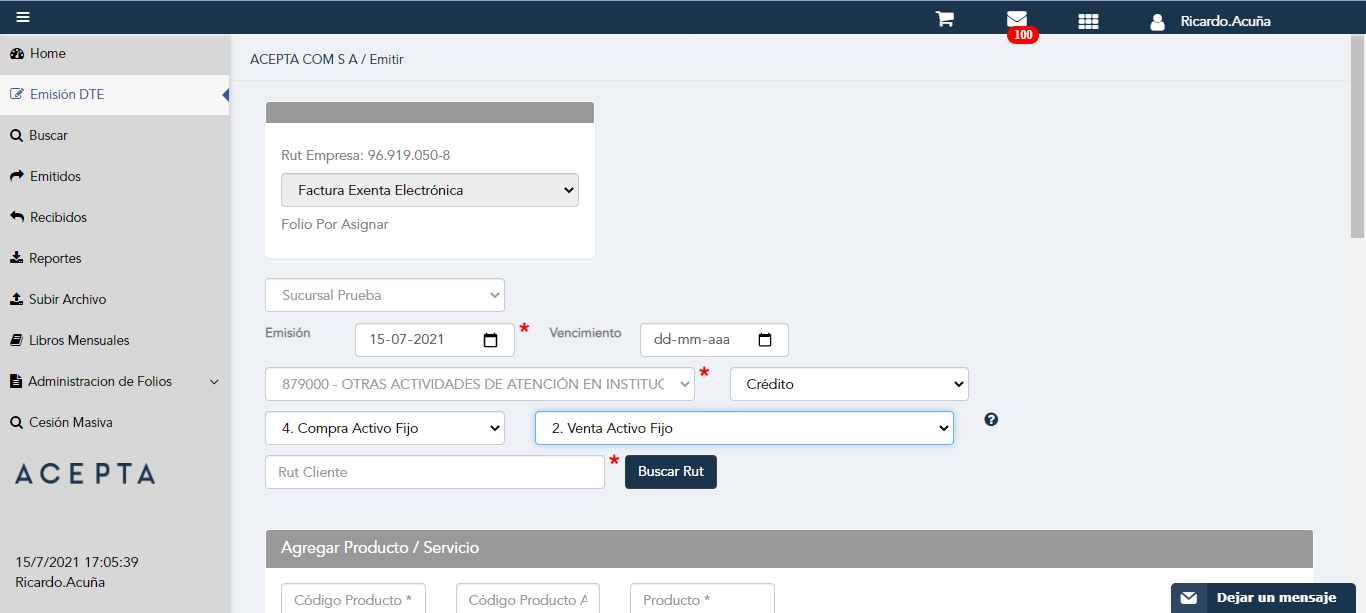 100
Ricardo.Acuña
Home
Emisión DTE
Buscar
Emitidos
Recibidos
Reportes
Subir Archivo
Libros Mensuales
Administracion de Folios
Cesión Masiva
ACEPTA
15/7/2021 17:05:39
Ricardo.Acuña
ACEPTA COM S A / Emitir
Rut Empresa: 96.919.050-8
Factura Exenta Electrónica
Folio Por Asignar
Sucursal Prueba
Emisión 15-07-2021 * Vencimiento dd-mm-aaa
879000 - OTRAS ACTIVIDADES DE ATENCIÓN EN INSTITUC * Crédito
4. Compra Activo Fijo 2. Venta Activo Fijo ?
Rut Cliente * Buscar Rut
Agregar Producto / Servicio
Código Producto * Código Producto A Producto *
Dejar un mensaje